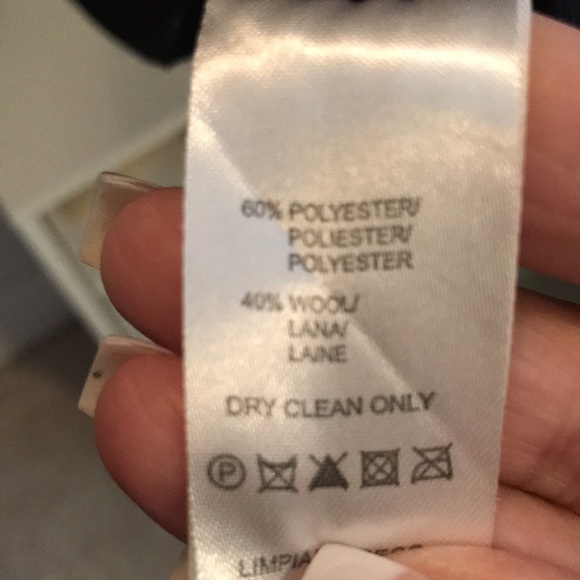 60% POLYESTER/
POLIESTER/
POLYESTER
40% WOOL/
LANA/
LAINE
DRY CLEAN ONLY
P